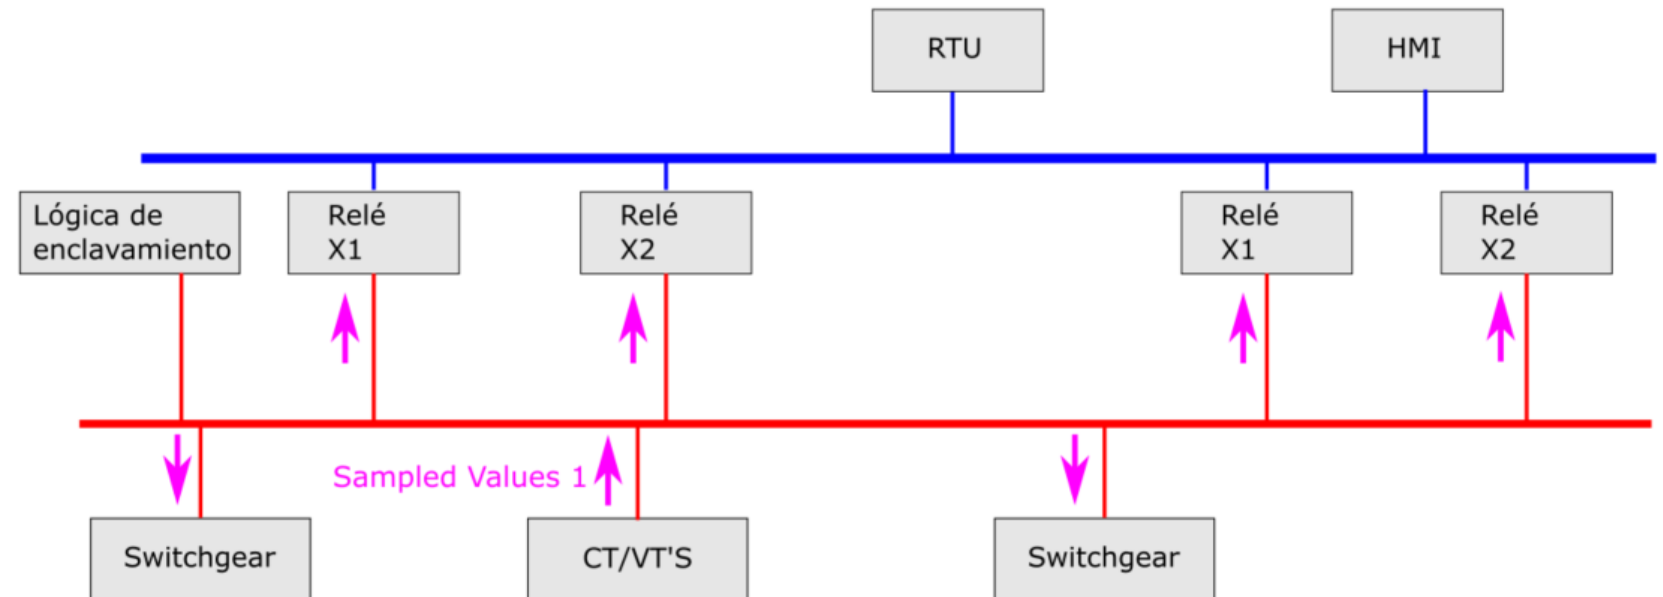 RTU
HMI
Lógica de
enclavamiento
Relé
X1
Relé
X2
Relé
X1
Relé
X2
Sampled Values 1
Switchgear
CT/VT'S
Switchgear